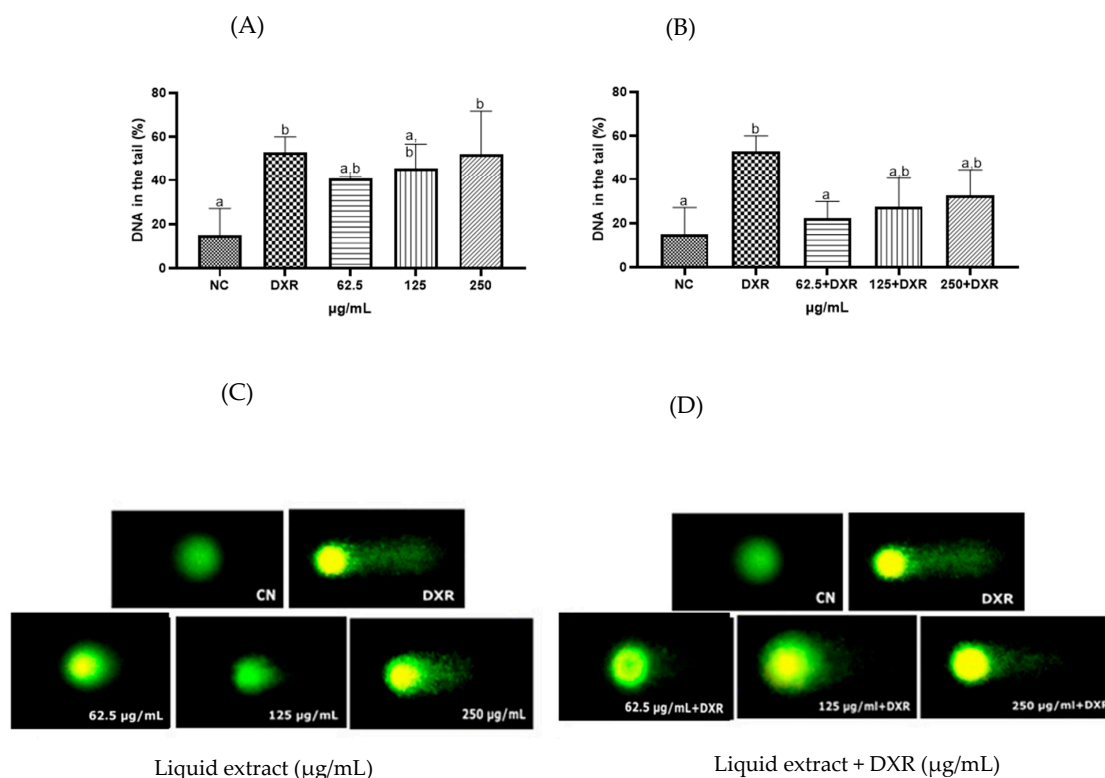 (A)
(B)
DNA in the tail (%)
80
60
40
20
0
a
b
a,b
a,
b
b
NC
DXR
62.5
125
250
µg/mL
DNA in the tail (%)
80
60
40
20
0
a
b
a
a,b
a,b
NC
DXR
62.5+DXR
125+DXR
250+DXR
µg/mL
(C)
(D)
CN
DXR
62.5 µg/mL
125 µg/mL
250 µg/mL
CN
DXR
62.5 µg/mL+DXR
125 µg/ml+DXR
250 µg/ml+DXR
Liquid extract (µg/mL)
Liquid extract + DXR (µg/mL)